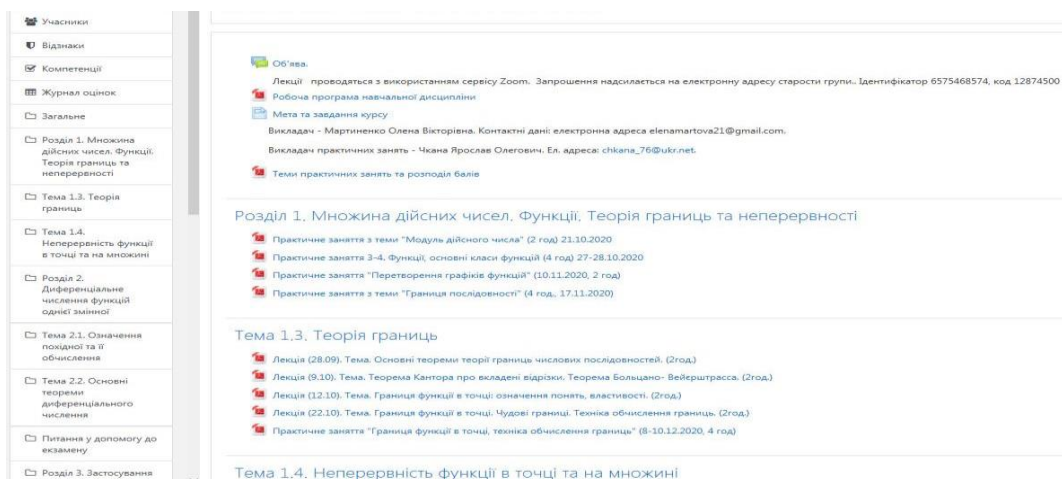 Учасники
Відзнаки
Компетенції
Журнал оцінок
Загальне
Розділ 1. Множина
дійсних чисел. Функції.
Теорія границь та
неперервності
Тема 1.3. Теорія
границь
Тема 1.4.
Неперервність функції
в точці та на множині
Розділ 2.
Диференціальне
числення функцій
однієї змінної
Тема 2.1. Означення
похідної та її
обчислення
Тема 2.2. Основні
теореми
диференціального
числення
Питання у допомогу до
екзамену
Розділ 3. Застосування
Об'ява.
Лекції проводяться з використанням сервісу Zoom. Запрошення надсилається на електронну адресу старости групи.. Ідентифікатор 6575468574, код 12874500
Робоча програма навчальної дисципліни
Мета та завдання курсу
Викладач - Мартиненко Олена Вікторівна. Контактні дані: електронна адреса elenamartova21@gmail.com.
Викладач практичних занять - Чкана Ярослав Олегович. Ел. адреса: chkana_76@ukr.net.
Теми практичних занять та розподіл балів
Розділ 1. Множина дійсних чисел. Функції. Теорія границь та неперервності
Практичне заняття з теми "Модуль дійсного числа" (2 год) 21.10.2020
Практичне заняття 3-4. Функції, основні класи функцій (4 год) 27-28.10.2020
Практичне заняття "Перетворення графіків функцій" (10.11.2020, 2 год)
Практичне заняття з теми "Границя послідовності" (4 год., 17.11.2020)
Тема 1.3. Теорія границь
Лекція (28.09). Тема. Основні теореми теорії границь числових послідовностей. (2год.)
Лекція (9.10). Тема. Теорема Кантора про вкладені відрізки. Теорема Больцано- Вейєрштрасса. (2год.)
Лекція (12.10). Тема. Границя функції в точці: означення понять, властивості. (2год.)
Лекція (22.10). Тема. Границя функції в точці. Чудові границі. Техніка обчислення границь. (2год.)
Практичне заняття "Границя функції в точці, техніка обчислення границь" (8-10.12.2020, 4 год)
Тема 1.4. Неперервність функції в точці та на множині